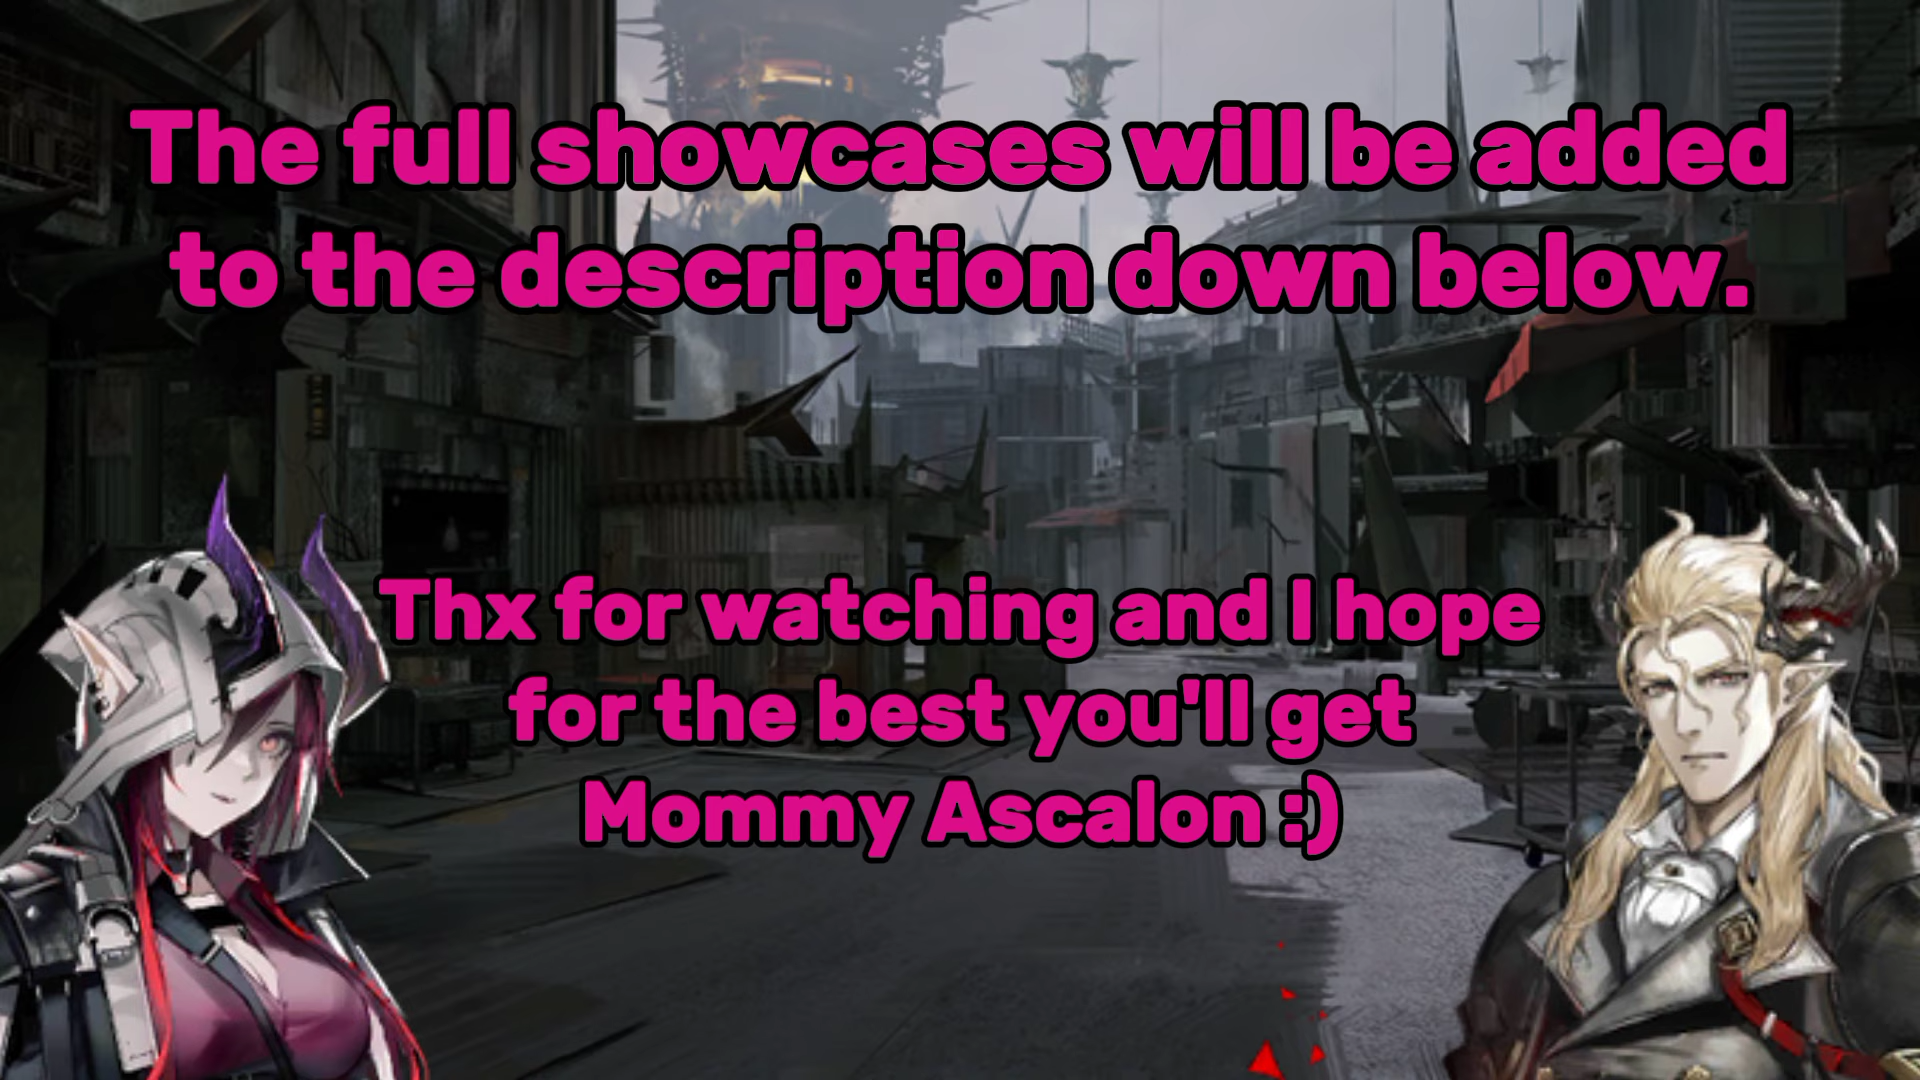 The full showcases will be added
to the description down below.
Thx for watching and I hope
for the best you'll get
Mommy Ascalon :)